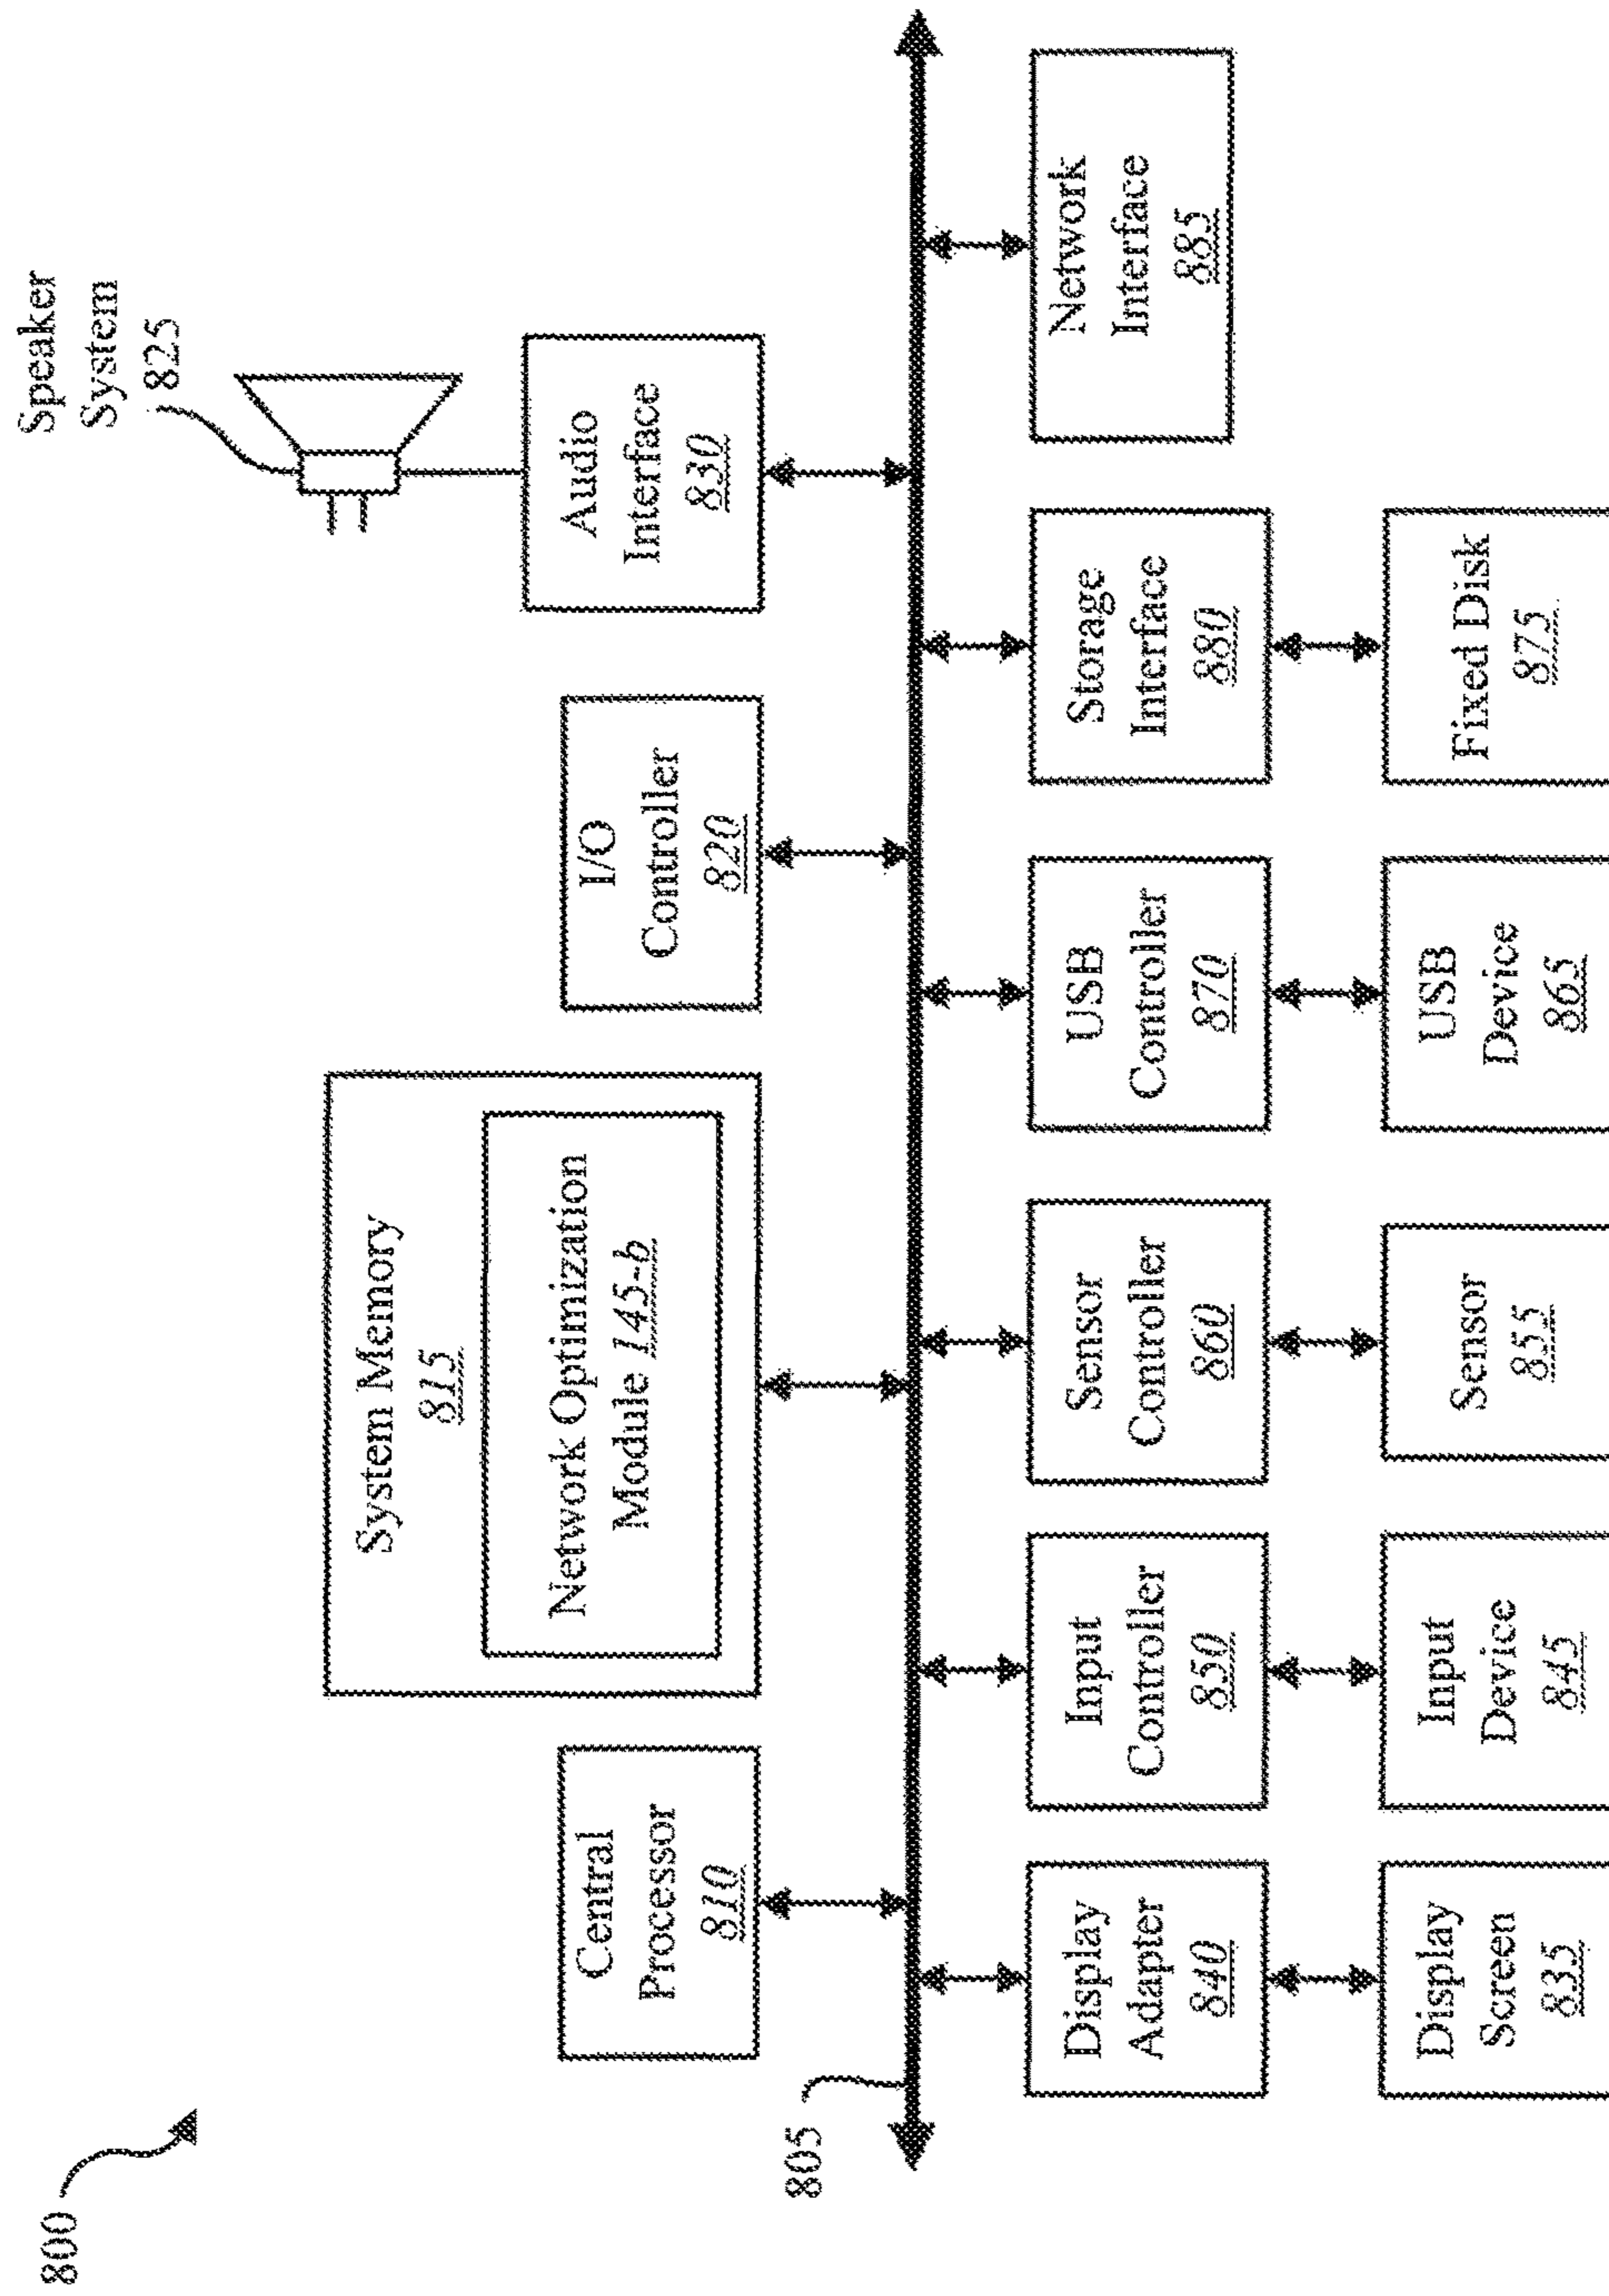 800
Speaker
System
825
Central
Processor
810
System Memory
815
Network Optimization
Module 145-b
I/O
Controller
820
Audio
Interface
830
805
Display
Adapter
840
Input
Controller
850
Sensor
Controller
860
USB
Controller
870
Storage
Interface
880
Network
Interface
885
Display
Screen
835
Input
Device
845
Sensor
855
USB
Device
865
Fixed Disk
875